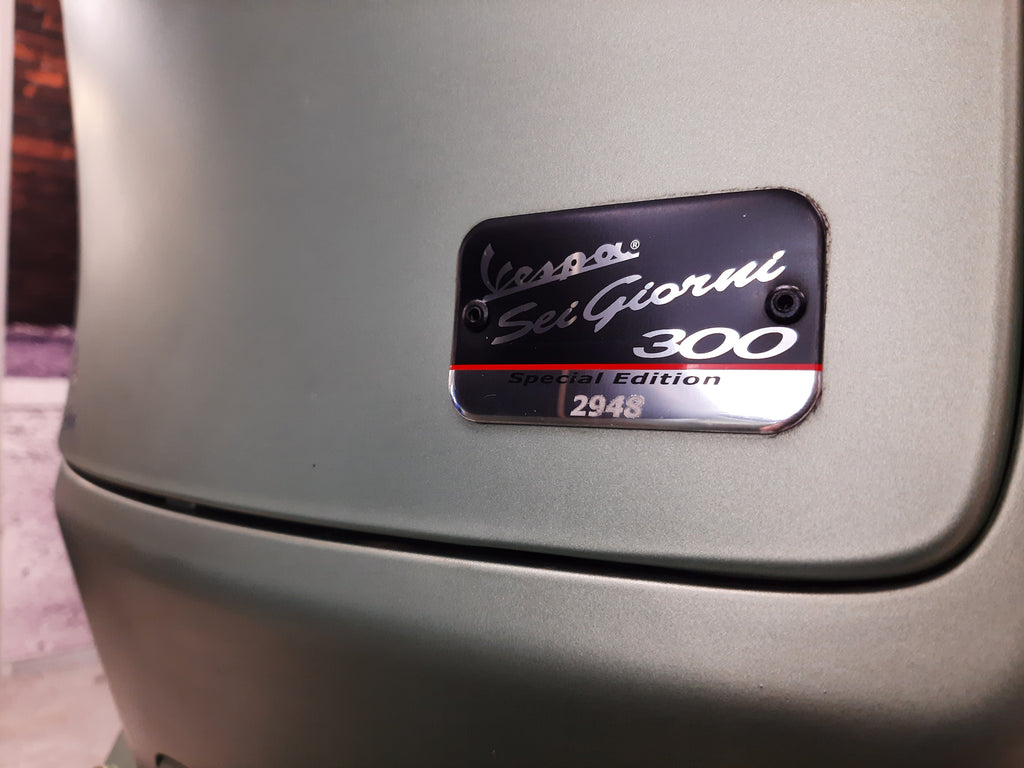 Vespa®
Sei Giorni
300
Special Edition
2948